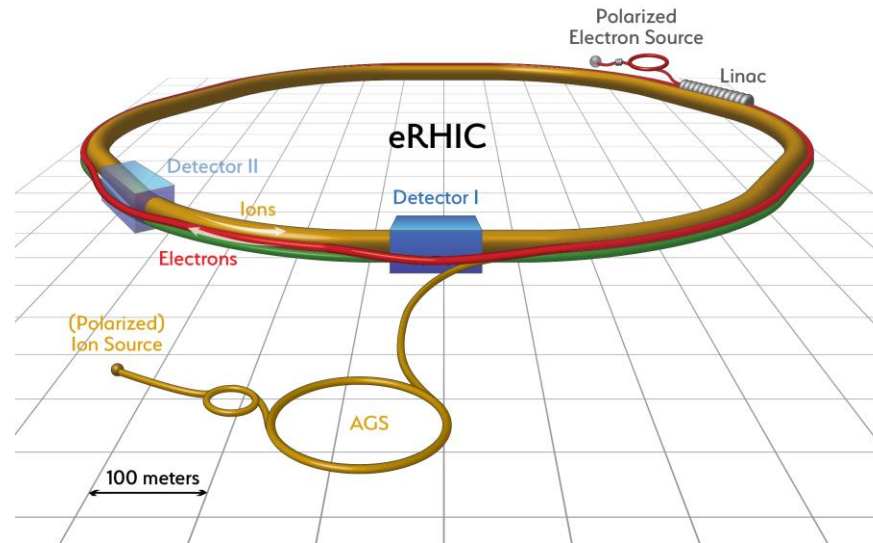 Polarized
Electron Source
Linac
eRHIC
Detector II
Detector I
Ions
Electrons
(Polarized)
Ion Source
AGS
100 meters